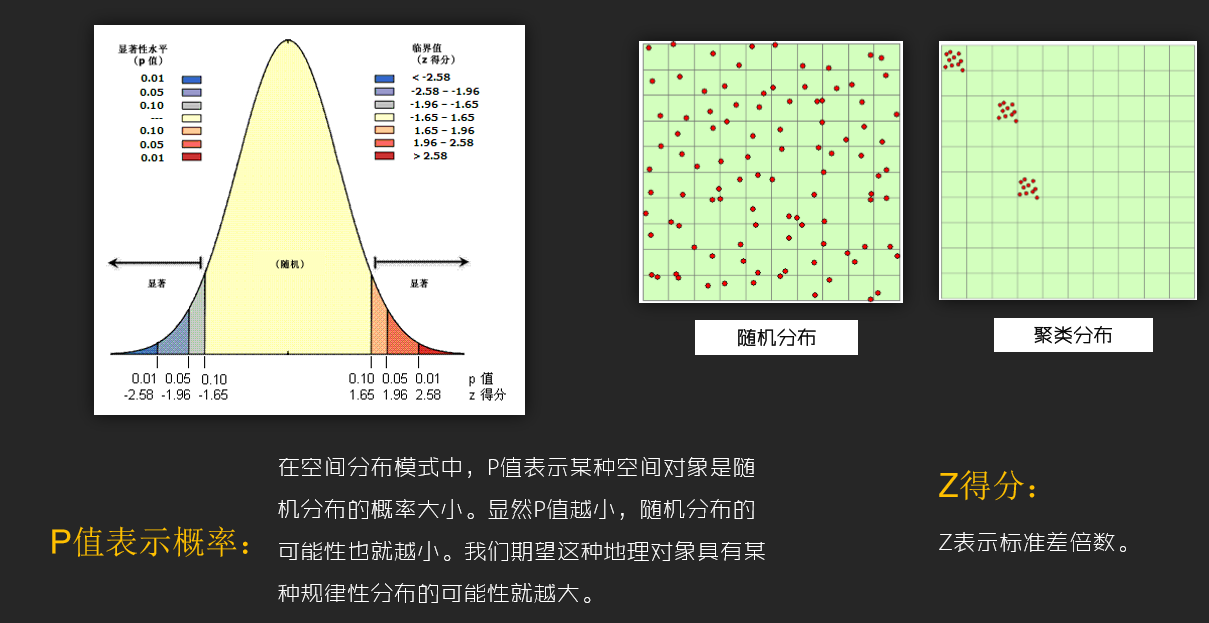 显著性水平
（p 值）
0.01
0.05
0.10
---
0.10
0.05
0.01
临界值
（z 得分）
< -2.58
-2.58 – -1.96
-1.96 – -1.65
-1.65 – 1.65
1.65 – 1.96
1.96 – 2.58
> 2.58
显著
（随机）
显著
0.01 0.05 0.10 0.10 0.05 0.01 p 值
-2.58 -1.96 -1.65 1.65 1.96 2.58 z 得分
随机分布
聚类分布
P值表示概率：
在空间分布模式中，P值表示某种空间对象是随
机分布的概率大小。显然P值越小，随机分布的
可能性也就越小。我们期望这种地理对象具有某
种规律性分布的可能性就越大。
Z得分：
Z表示标准差倍数。